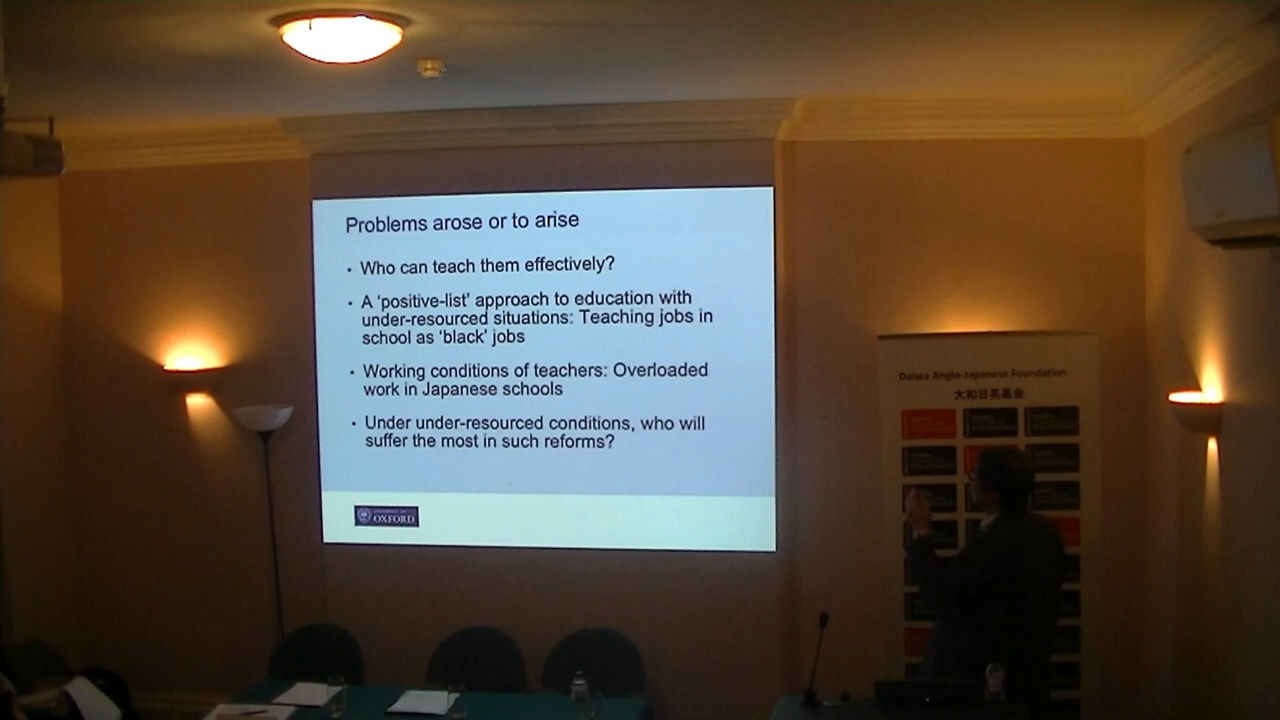 Problems arose or to arise
• Who can teach them effectively?
• A 'positive-list' approach to education with
under-resourced situations: Teaching jobs in
school as 'black' jobs
• Working conditions of teachers: Overloaded
work in Japanese schools
• Under under-resourced conditions, who will
suffer the most in such reforms?
UNIVERSITY OF
OXFORD
Daiwa Anglo-Japanese Foundation
大和日英基会